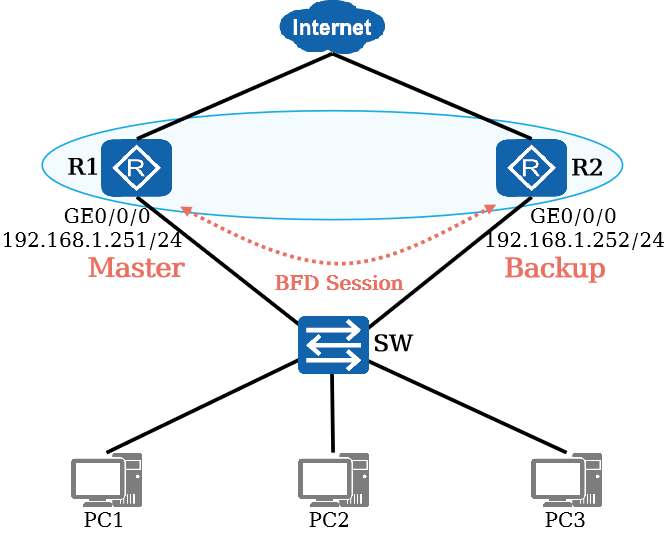 Internet
R1
R
R
R2
GE0/0/0
192.168.1.251/24
Master
GE0/0/0
192.168.1.252/24
Backup
BFD Session
SW
PC1
PC2
PC3